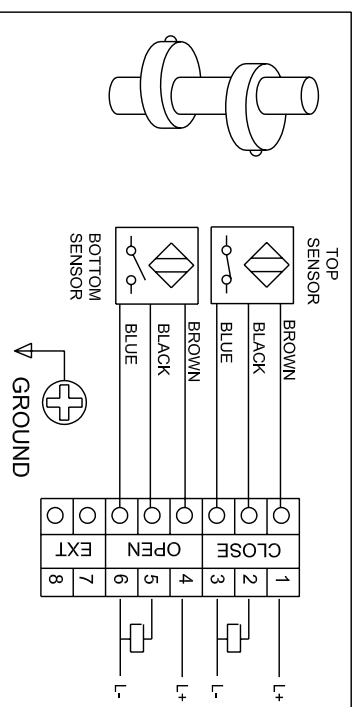 TOP
SENSOR
BROWN
BLACK
BLUE
BOTTOM
SENSOR
BROWN
BLACK
BLUE
GROUND
CLOSE
OPEN
EXT
1
2
3
4
5
6
7
8
L+
L-
L+
L-